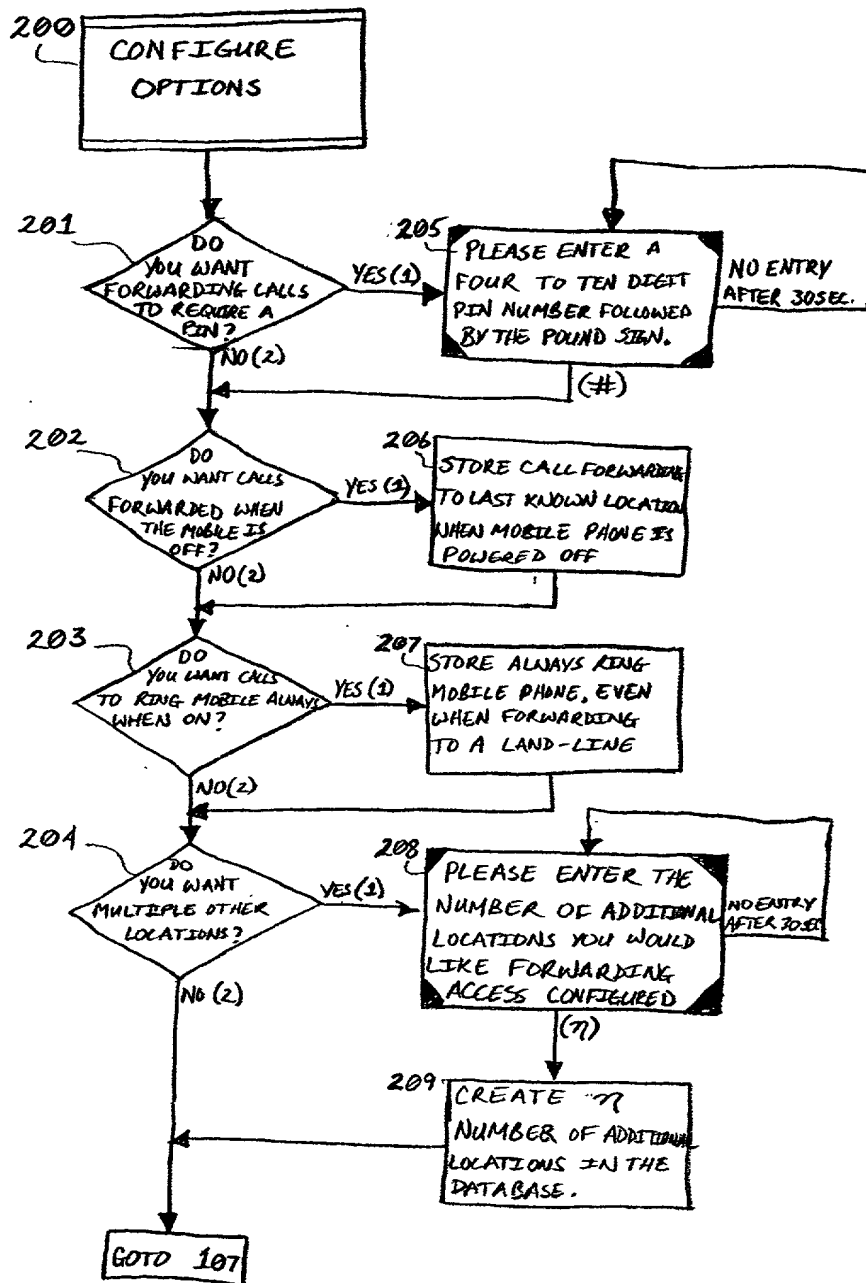 200
CONFIGURE
OPTIONS
201
DO
YOU WANT
FORWARDING CALLS
TO REQUIRE A
PIN?
YES (1)
NO (2)
205
PLEASE ENTER A
FOUR TO TEN DIGIT
PIN NUMBER FOLLOWED
BY THE POUND SIGN.
NO ENTRY
AFTER 30 SEC.
(#)
202
DO
YOU WANT CALLS
FORWARDED WHEN
THE MOBILE IS
OFF?
YES (1)
NO (2)
206
STORE CALL FORWARDING
TO LAST KNOWN LOCATION
WHEN MOBILE PHONE IS
POWERED OFF
203
DO
YOU WANT CALLS
TO RING MOBILE ALWAYS
WHEN ON?
YES (1)
NO (2)
207
STORE ALWAYS RING
MOBILE PHONE, EVEN
WHEN FORWARDING
TO A LAND-LINE
204
DO
YOU WANT
MULTIPLE OTHER
LOCATIONS?
YES (1)
NO (2)
208
PLEASE ENTER THE
NUMBER OF ADDITIONAL
LOCATIONS YOU WOULD
LIKE FORWARDING
ACCESS CONFIGURED
NO ENTRY
AFTER 30 SEC
(n)
209
CREATE n
NUMBER OF ADDITIONAL
LOCATIONS IN THE
DATABASE.
GOTO 107